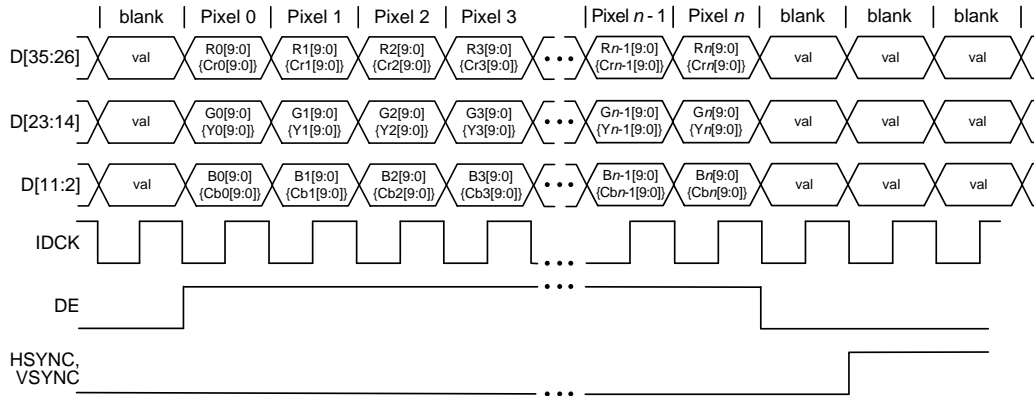 blank Pixel 0 Pixel 1 Pixel 2 Pixel 3 Pixel n - 1 Pixel n blank blank blank
D[35:26] val R0[9:0] R1[9:0] R2[9:0] R3[9:0] Rn-1[9:0] Rn[9:0] val val val
{Cr0[9:0]} {Cr1[9:0]} {Cr2[9:0]} {Cr3[9:0]} {Crn-1[9:0]} {Crn[9:0]}
D[23:14] val G0[9:0] G1[9:0] G2[9:0] G3[9:0] Gn-1[9:0] Gn[9:0] val val val
{Y0[9:0]} {Y1[9:0]} {Y2[9:0]} {Y3[9:0]} {Yn-1[9:0]} {Yn[9:0]}
D[11:2] val B0[9:0] B1[9:0] B2[9:0] B3[9:0] Bn-1[9:0] Bn[9:0] val val val
{Cb0[9:0]} {Cb1[9:0]} {Cb2[9:0]} {Cb3[9:0]} {Cbn-1[9:0]} {Cbn[9:0]}
IDCK
DE
HSYNC,
VSYNC